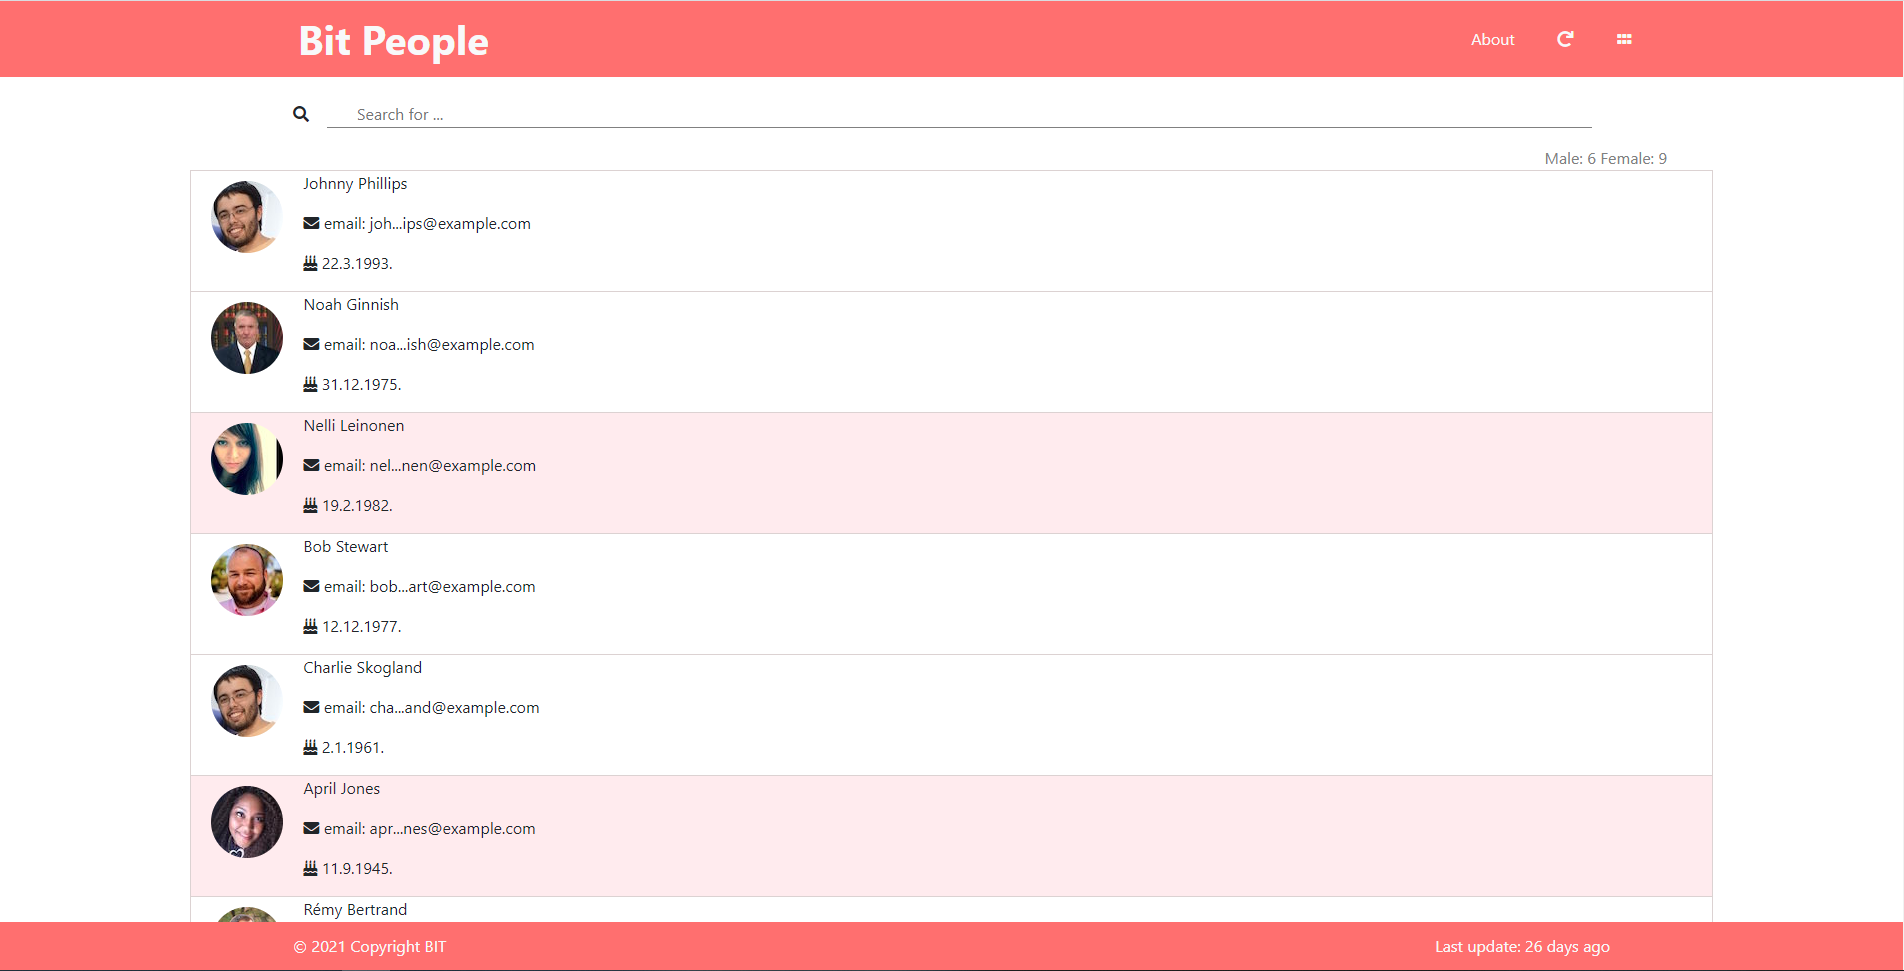 Bit People
About
Search for ...
Male: 6 Female: 9
Johnny Phillips
email: joh...ips@example.com
22.3.1993.
Noah Ginnish
email: noa...ish@example.com
31.12.1975.
Nelli Leinonen
email: nel...nen@example.com
19.2.1982.
Bob Stewart
email: bob...art@example.com
12.12.1977.
Charlie Skogland
email: cha...and@example.com
2.1.1961.
April Jones
email: apr...nes@example.com
11.9.1945.
Rémy Bertrand
© 2021 Copyright BIT
Last update: 26 days ago